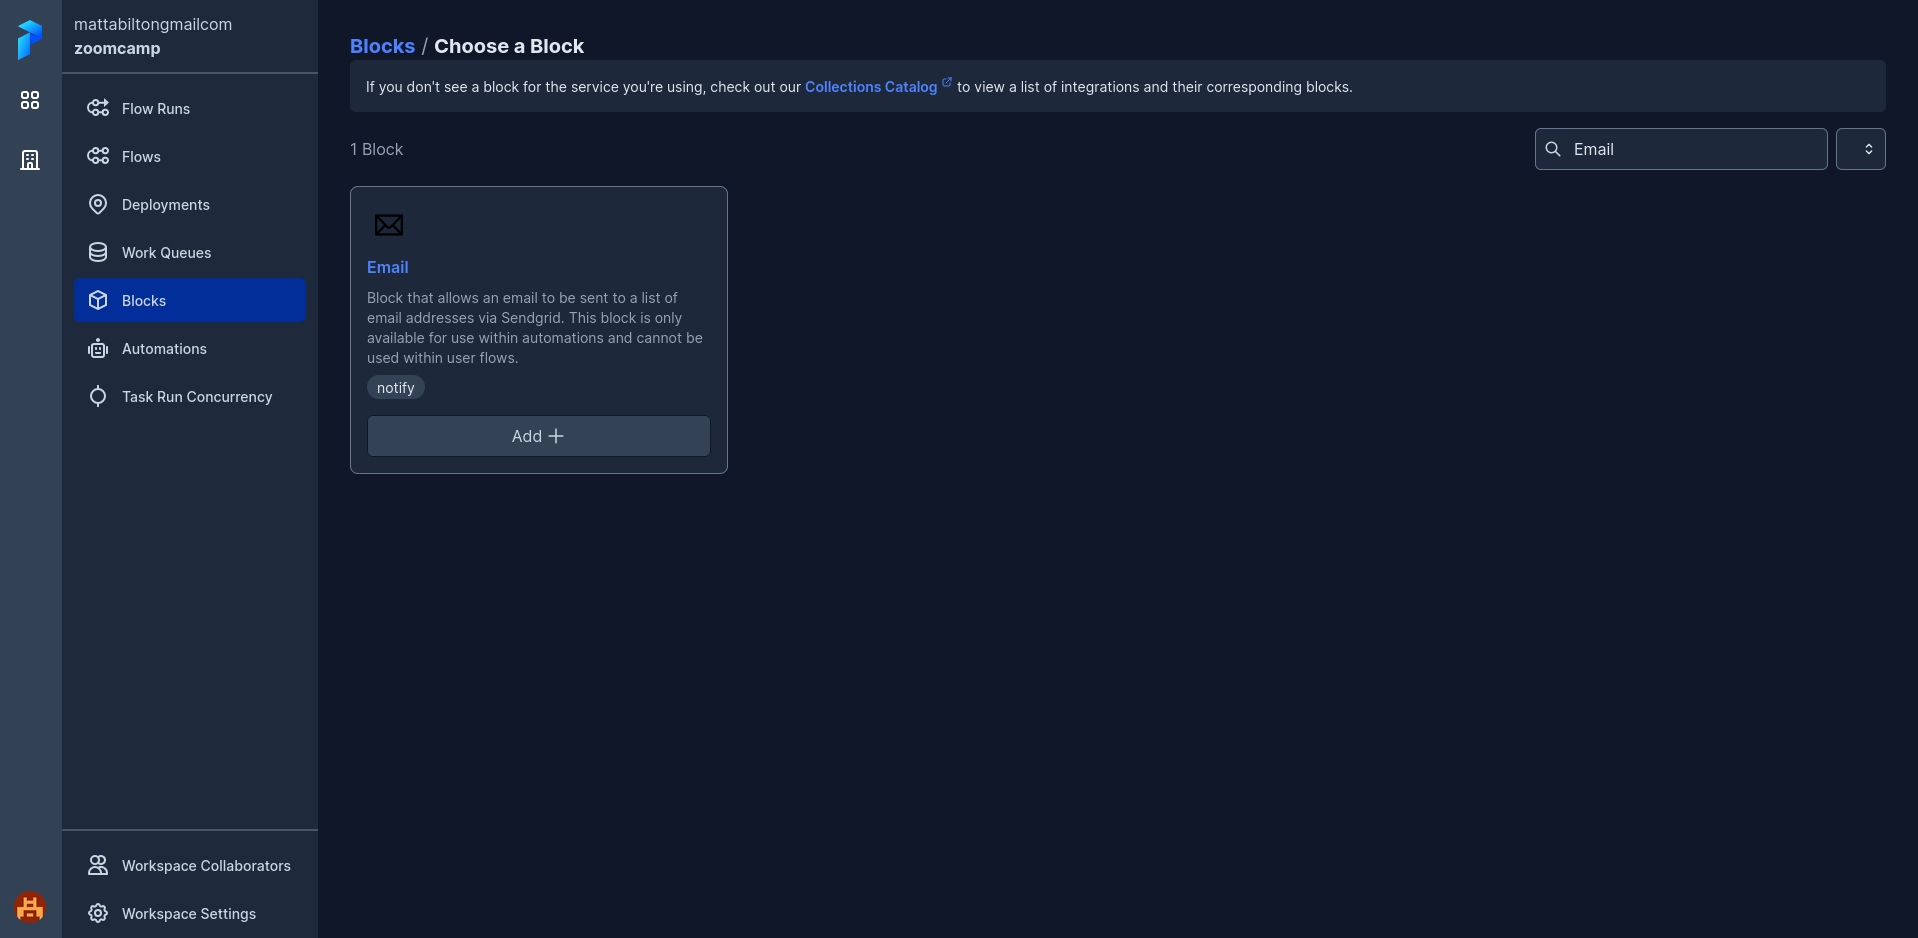 mattabiltongmailcom
zoomcamp
Flow Runs
Flows
Deployments
Work Queues
Blocks
Automations
Task Run Concurrency
Workspace Collaborators
Workspace Settings
Blocks / Choose a Block
If you don't see a block for the service you're using, check out our Collections Catalog to view a list of integrations and their corresponding blocks.
1 Block
Email
Email
Block that allows an email to be sent to a list of
email addresses via Sendgrid. This block is only
available for use within automations and cannot be
used within user flows.
notify
Add